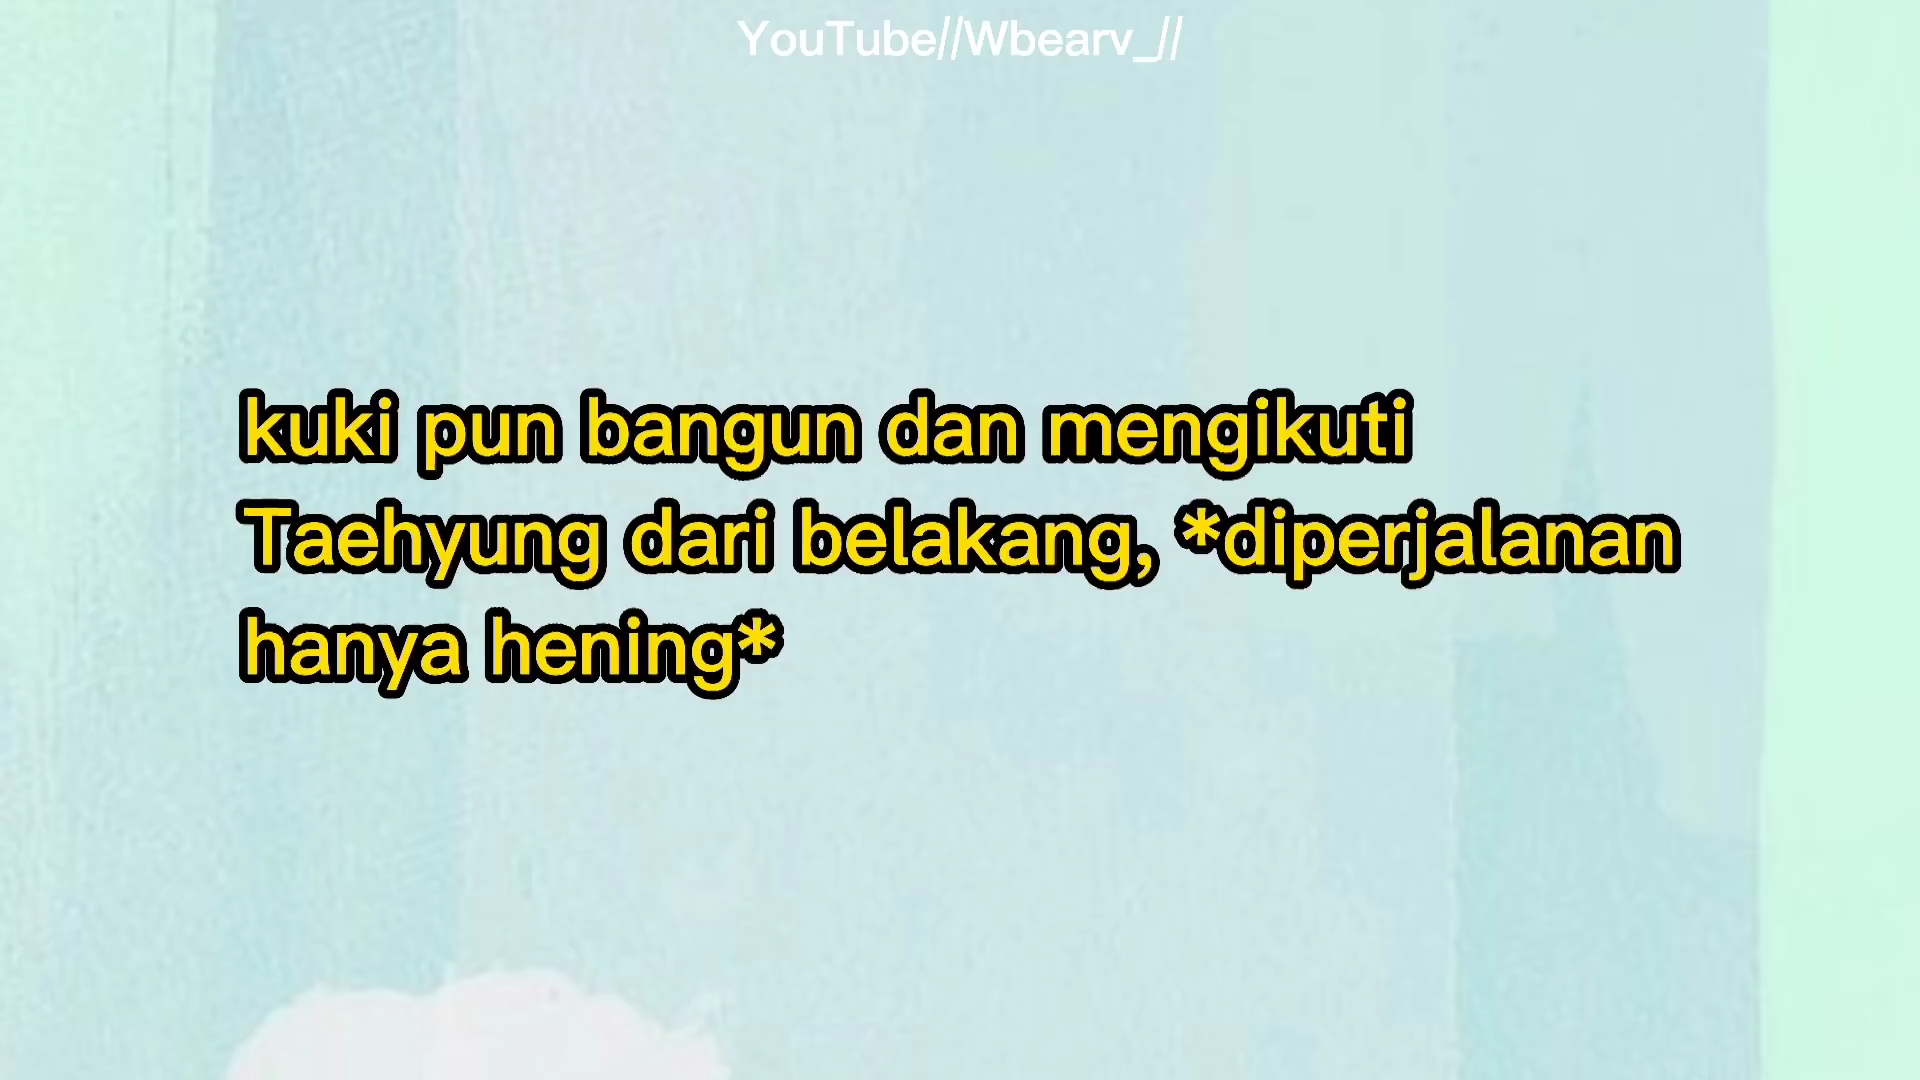 YouTube//Wbearv_//
kuki pun bangun dan mengikuti
Taehyung dari belakang, *diperjalanan
hanya hening*